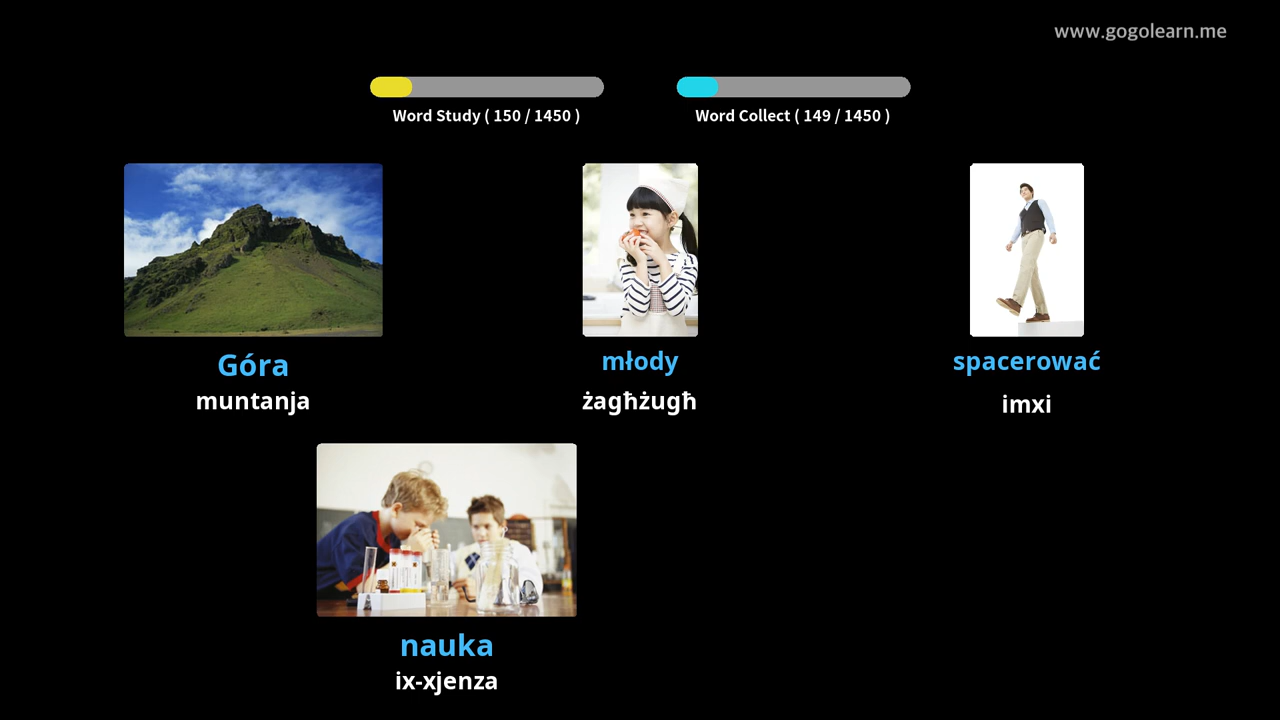 www.gogolearn.me
Word Study ( 150 / 1450 )
Word Collect ( 149 / 1450 )
Góra
muntanja
młody
żagħżugħ
spacerować
imxi
nauka
ix-xjenza